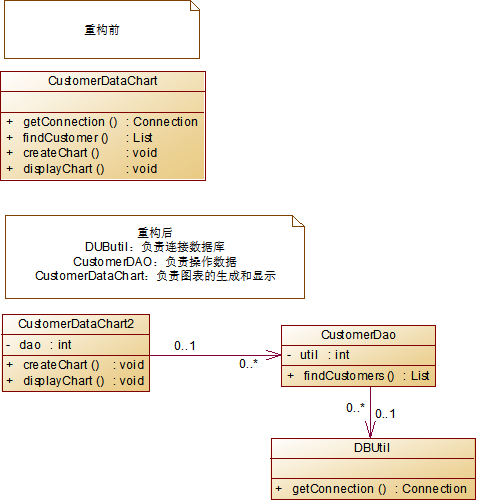 重构前
CustomerDataChart
+ getConnection () : Connection
+ findCustomer () : List
+ createChart () : void
+ displayChart () : void
重构后
DUButil：负责连接数据库
CustomerDAO：负责操作数据
CustomerDataChart：负责图表的生成和显示
CustomerDataChart2
- dao : int
+ createChart () : void
+ displayChart () : void
0..1
0..*
CustomerDao
- util : int
+ findCustomers () : List
0..*
0..1
DBUtil
+ getConnection () : Connection